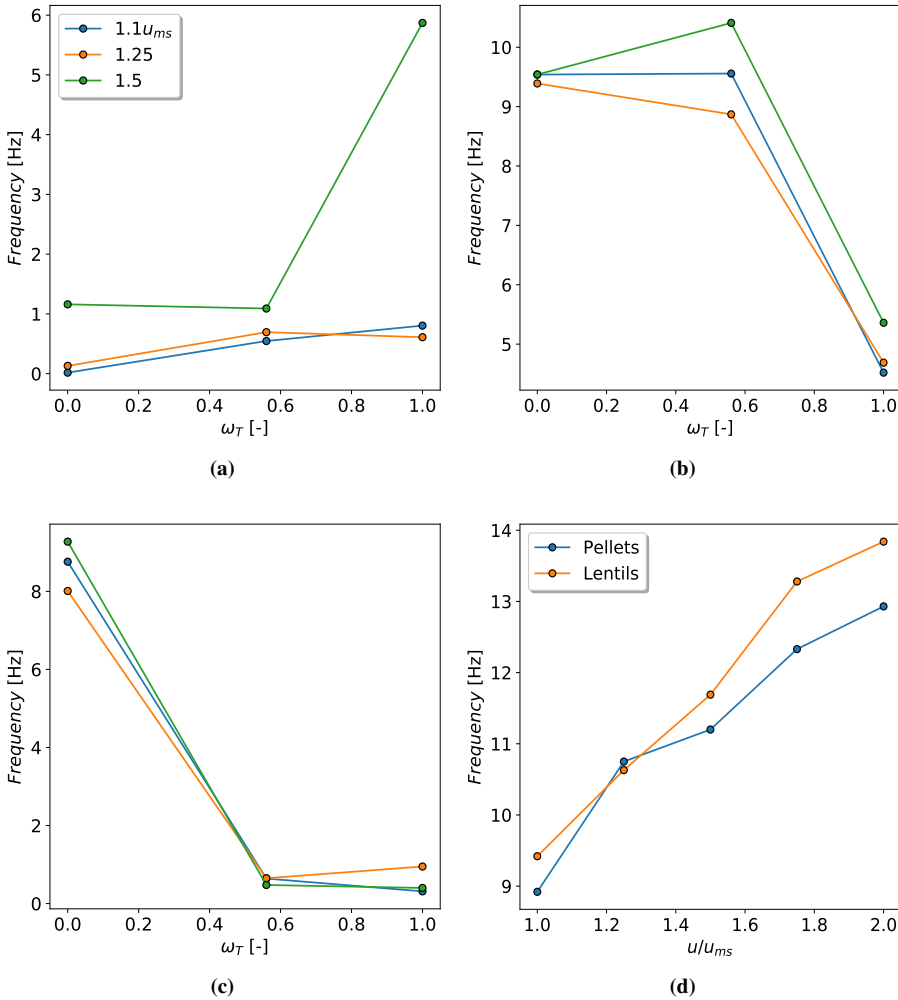 6
5
4
3
2
1
0
Frequency [Hz]
1.1u_ms
1.25
1.5
0.0 0.2 0.4 0.6 0.8 1.0
ω_T [-]
(a)
10
9
8
7
6
5
Frequency [Hz]
0.0 0.2 0.4 0.6 0.8 1.0
ω_T [-]
(b)
8
6
4
2
0
Frequency [Hz]
0.0 0.2 0.4 0.6 0.8 1.0
ω_T [-]
(c)
14
13
12
11
10
9
Frequency [Hz]
Pellets
Lentils
1.0 1.2 1.4 1.6 1.8 2.0
u/u_ms
(d)